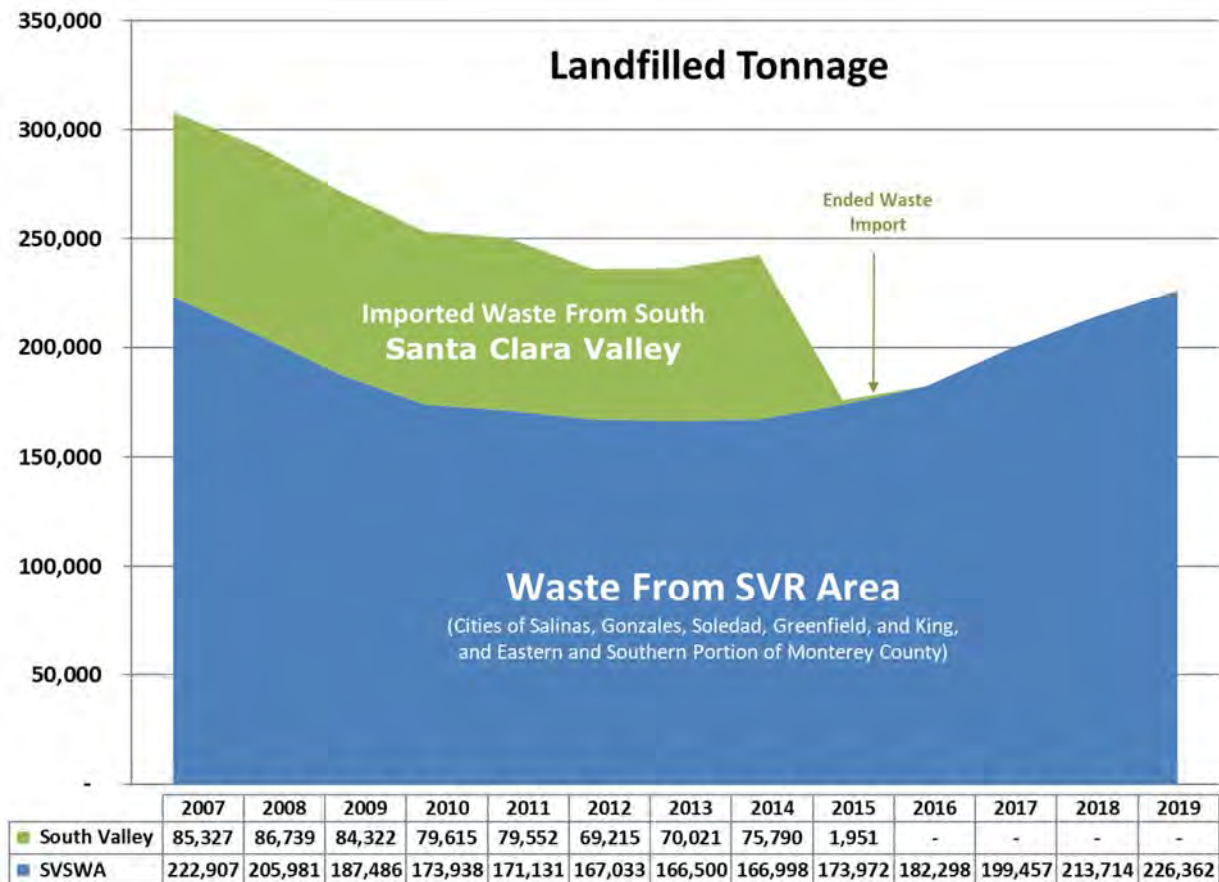 Landfilled Tonnage
350,000
300,000
250,000
200,000
150,000
100,000
50,000
-
Ended Waste
Import
Imported Waste From South
Santa Clara Valley
Waste From SVR Area
(Cities of Salinas, Gonzales, Soledad, Greenfield, and King,
and Eastern and Southern Portion of Monterey County)
2007 2008 2009 2010 2011 2012 2013 2014 2015 2016 2017 2018 2019
South Valley 85,327 86,739 84,322 79,615 79,552 69,215 70,021 75,790 1,951 - - - -
SVSWA 222,907 205,981 187,486 173,938 171,131 167,033 166,500 166,998 173,972 182,298 199,457 213,714 226,362